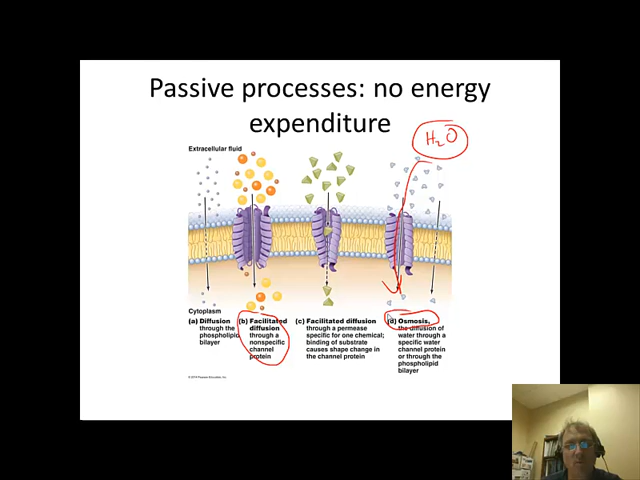 Passive processes: no energy
expenditure
H₂O
Extracellular fluid
Cytoplasm
(a) Diffusion
through the
phospholipid
bilayer
(b) Facilitated
diffusion
through a
nonspecific
channel
protein
(c) Facilitated diffusion
through a permease
specific for one chemical;
binding of substrate
causes shape change in
the channel protein
(d) Osmosis,
the diffusion of
water through a
specific water
channel protein
or through the
phospholipid
bilayer